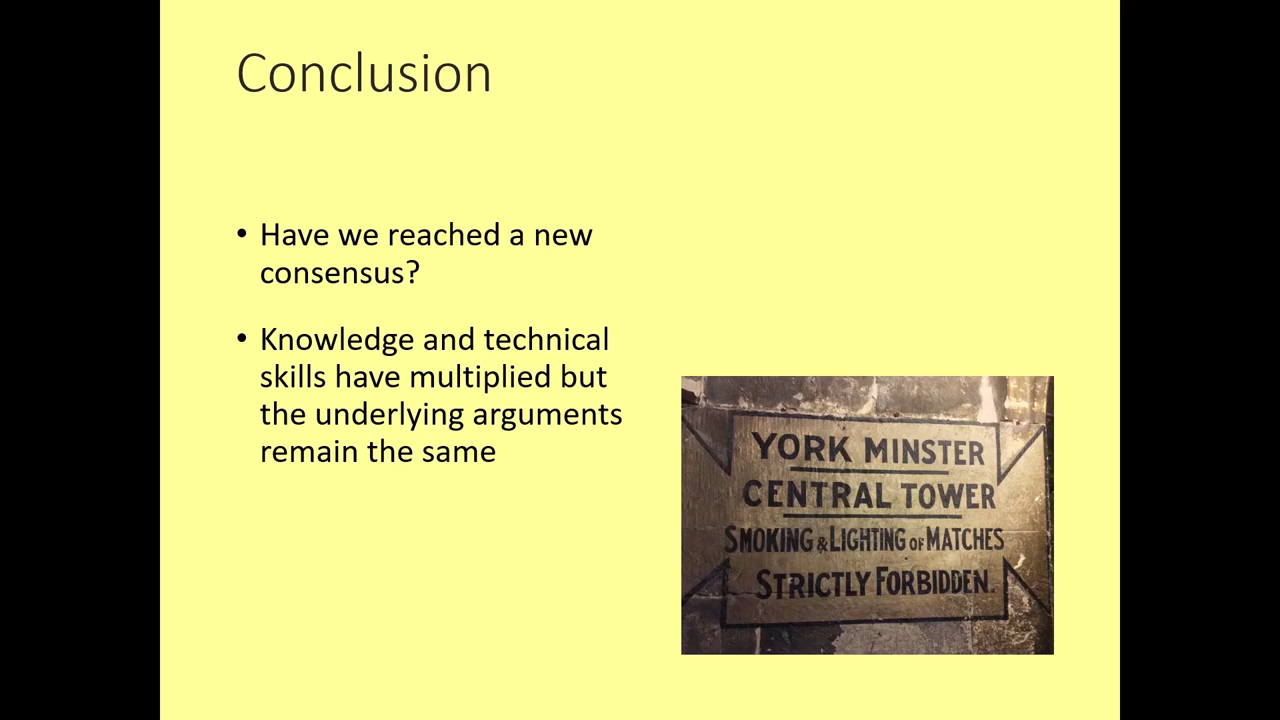 Conclusion
• Have we reached a new
consensus?
• Knowledge and technical
skills have multiplied but
the underlying arguments
remain the same
YORK MINSTER
CENTRAL TOWER
SMOKING & LIGHTING OF MATCHES
STRICTLY FORBIDDEN.